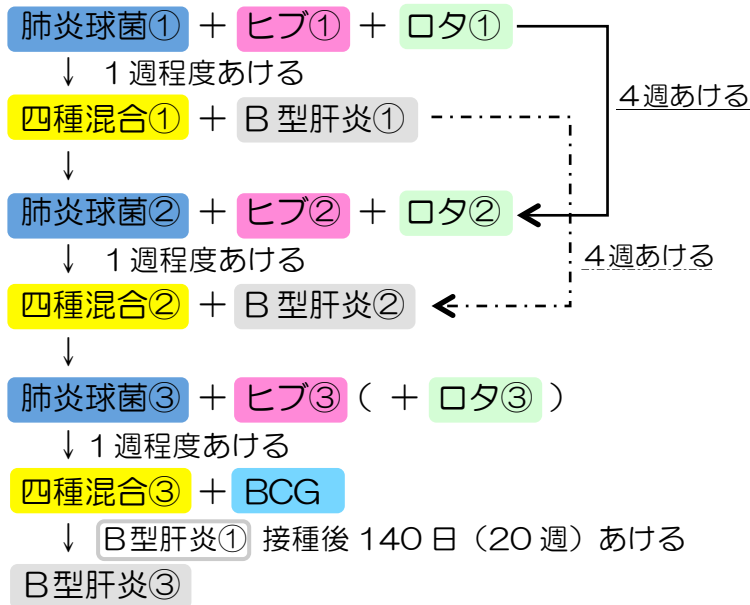 肺炎球菌① + ヒブ① + ロタ①
↓ 1週程度あける
4週あける
四種混合① + B型肝炎①
↓
肺炎球菌② + ヒブ② + ロタ②
↓ 1週程度あける
4週あける
四種混合② + B型肝炎②
↓
肺炎球菌③ + ヒブ③ ( + ロタ③ )
↓ 1週程度あける
四種混合③ + BCG
↓ B型肝炎① 接種後 140日(20週)あける
B型肝炎③